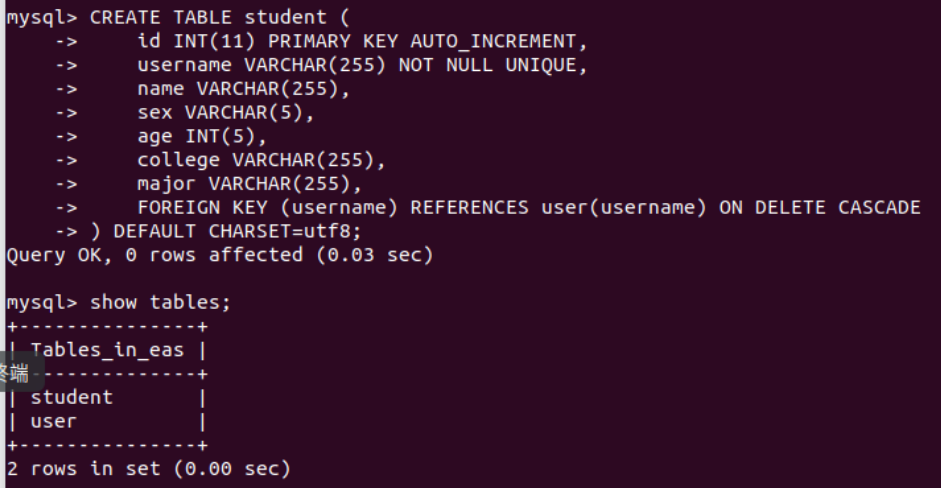 mysql> CREATE TABLE student (
    ->     id INT(11) PRIMARY KEY AUTO_INCREMENT,
    ->     username VARCHAR(255) NOT NULL UNIQUE,
    ->     name VARCHAR(255),
    ->     sex VARCHAR(5),
    ->     age INT(5),
    ->     college VARCHAR(255),
    ->     major VARCHAR(255),
    ->     FOREIGN KEY (username) REFERENCES user(username) ON DELETE CASCADE
    -> ) DEFAULT CHARSET=utf8;
Query OK, 0 rows affected (0.03 sec)

mysql> show tables;
+---------------+
| Tables_in_eas |
终端
+---------------+
| student       |
| user          |
+---------------+
2 rows in set (0.00 sec)